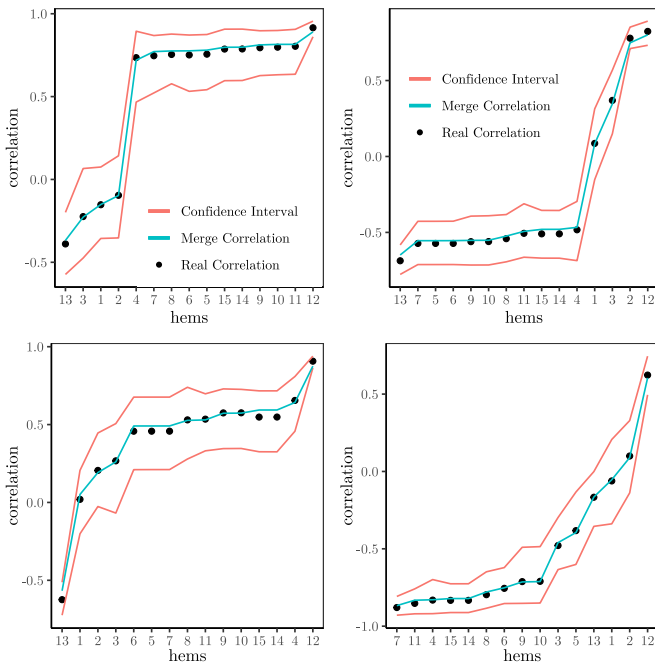 1.0
0.5
0.0
-0.5
correlation
Confidence Interval
Merge Correlation
Real Correlation
13 3 1 2 4 7 8 6 5 15 14 9 10 11 12
hems
0.5
0.0
-0.5
correlation
Confidence Interval
Merge Correlation
Real Correlation
13 7 5 6 9 10 8 11 15 14 4 1 3 2 12
hems
1.0
0.5
0.0
-0.5
correlation
13 1 2 3 6 5 7 8 11 9 10 15 14 4 12
hems
0.5
0.0
-0.5
-1.0
correlation
7 11 4 15 14 8 6 9 10 3 5 13 1 2 12
hems